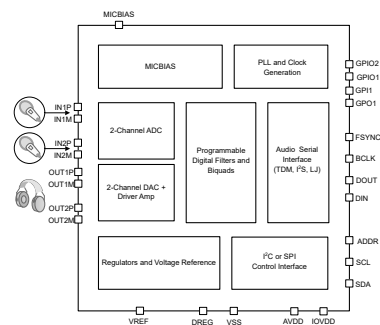 MICBIAS
MICBIAS
PLL and Clock
Generation
GPIO2
GPIO1
GPI1
GPO1
IN1P
IN1M
IN2P
IN2M
OUT1P
OUT1M
OUT2P
OUT2M
2-Channel ADC
2-Channel DAC +
Driver Amp
Programmable
Digital Filters and
Biquads
Audio Serial
Interface
(TDM, I²S, LJ)
FSYNC
BCLK
DOUT
DIN
Regulators and Voltage Reference
I²C or SPI
Control Interface
ADDR
SCL
SDA
VREF
DREG
VSS
AVDD
IOVDD